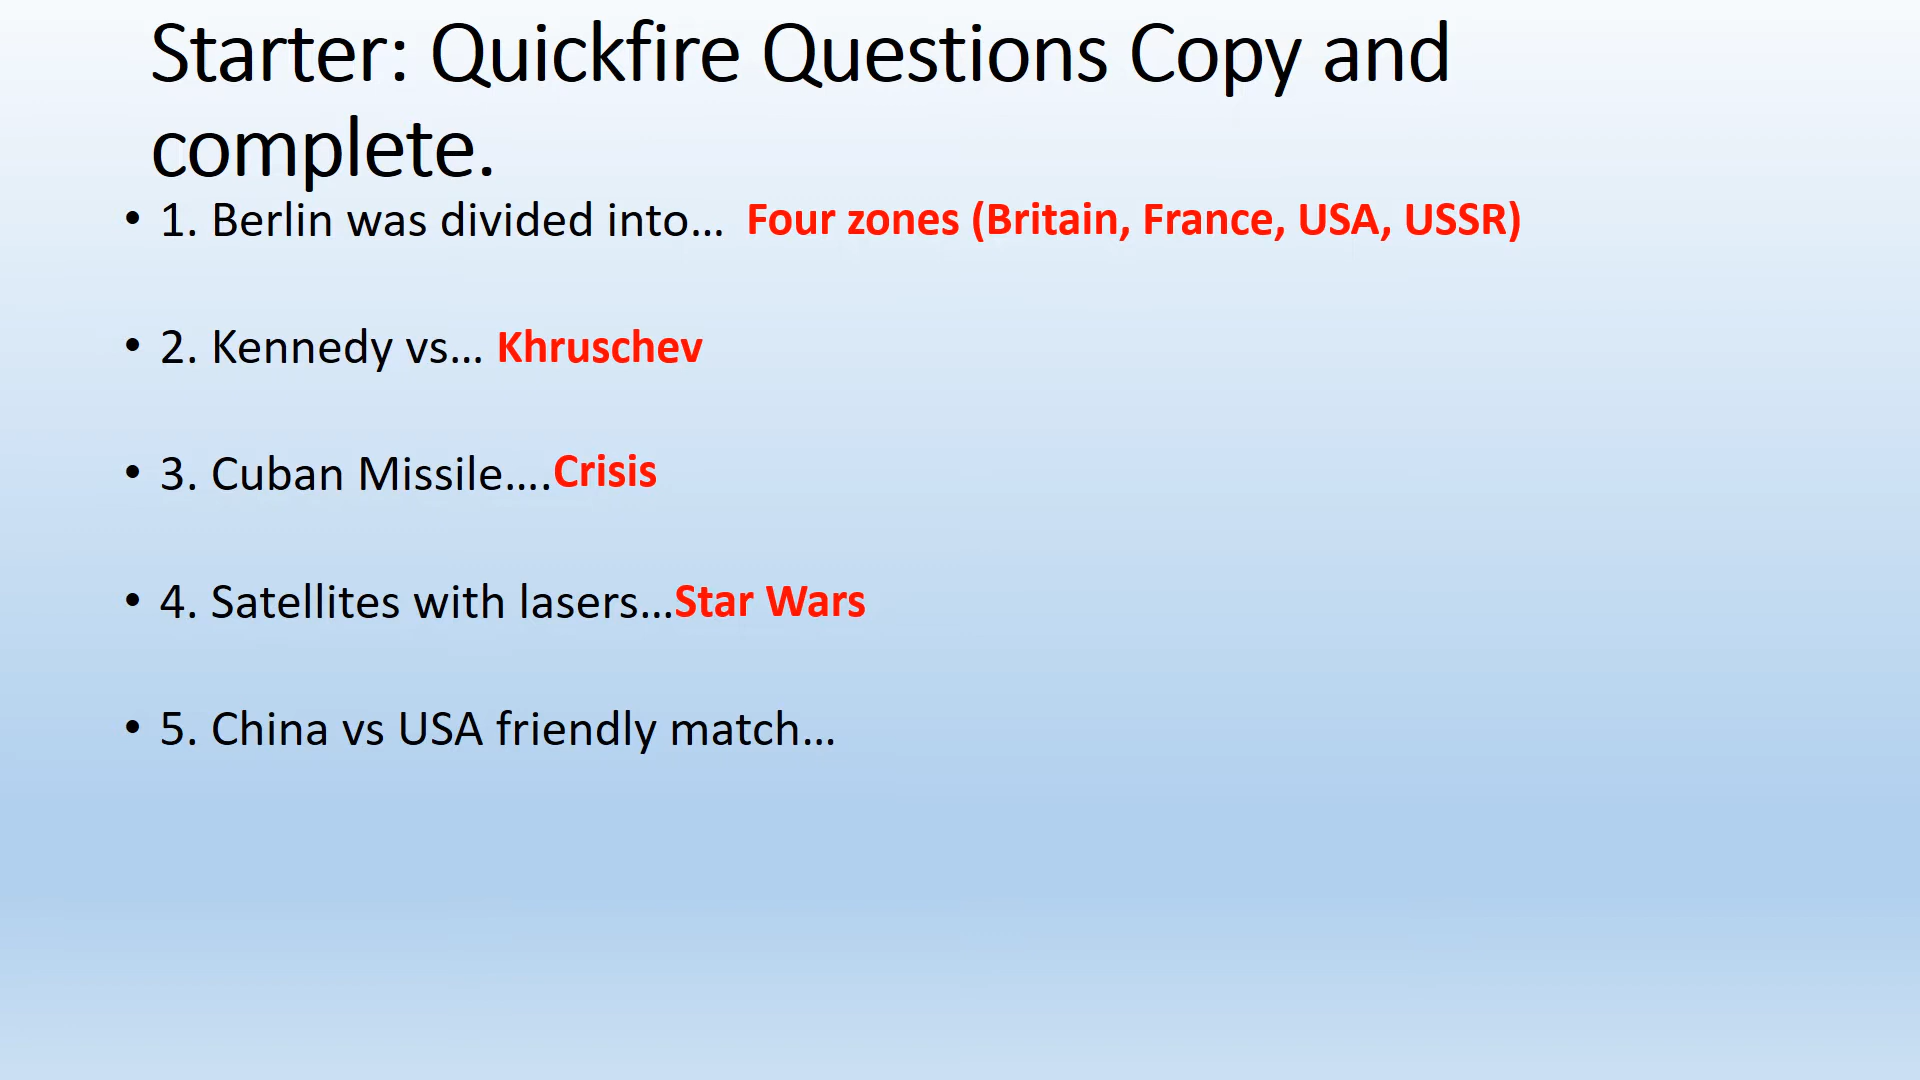 Starter: Quickfire Questions Copy and
complete.
• 1. Berlin was divided into… Four zones (Britain, France, USA, USSR)
• 2. Kennedy vs… Khruschev
• 3. Cuban Missile….Crisis
• 4. Satellites with lasers…Star Wars
• 5. China vs USA friendly match…